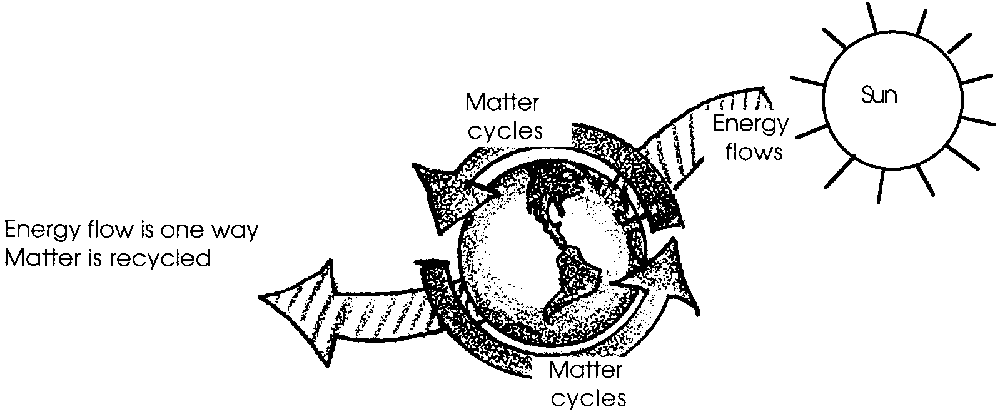 Sun
Matter
cycles
Energy
flows
Energy flow is one way
Matter is recycled
Matter
cycles